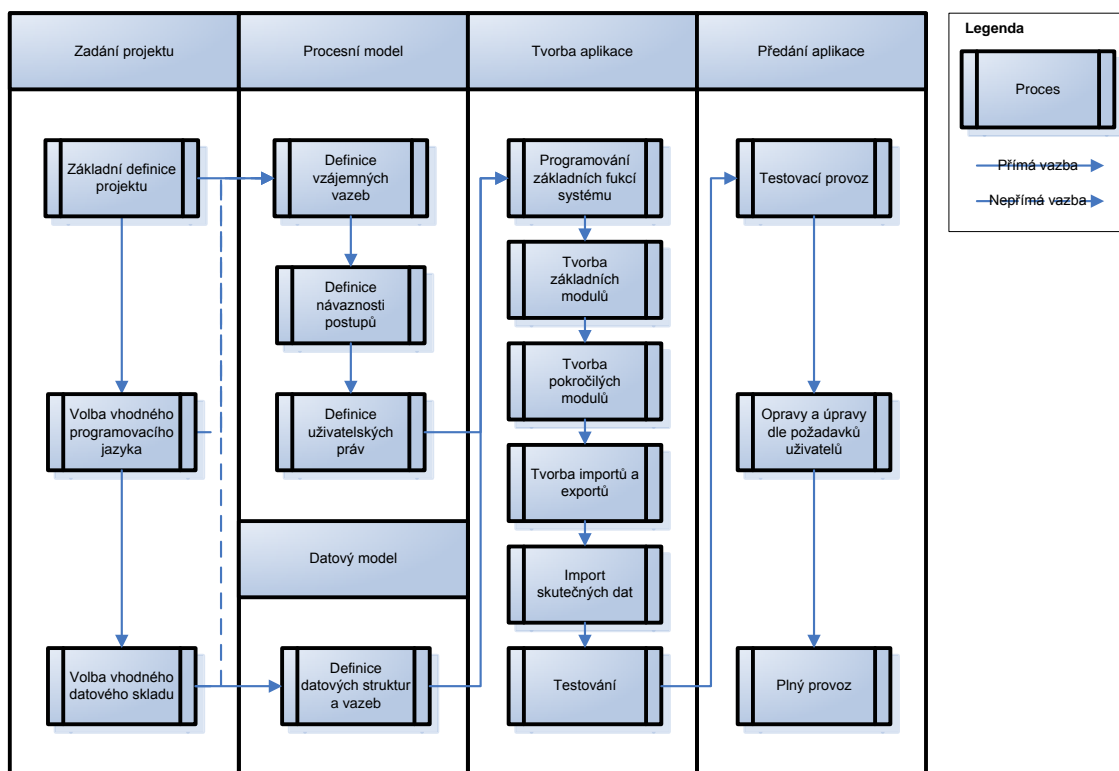 Zadání projektu
Procesní model
Tvorba aplikace
Předání aplikace
Základní definice
projektu
Volba vhodného
programovacího
jazyka
Volba vhodného
datového skladu
Definice
vzájemných
vazeb
Definice
návaznosti
postupů
Definice
uživatelských
práv
Datový model
Definice
datových struktur
a vazeb
Programování
základních fukcí
systému
Tvorba
základních
modulů
Tvorba
pokročilých
modulů
Tvorba importů a
exportů
Import
skutečných dat
Testování
Testovací provoz
Opravy a úpravy
dle požadavků
uživatelů
Plný provoz
Legenda
Proces
Přímá vazba
Nepřímá vazba